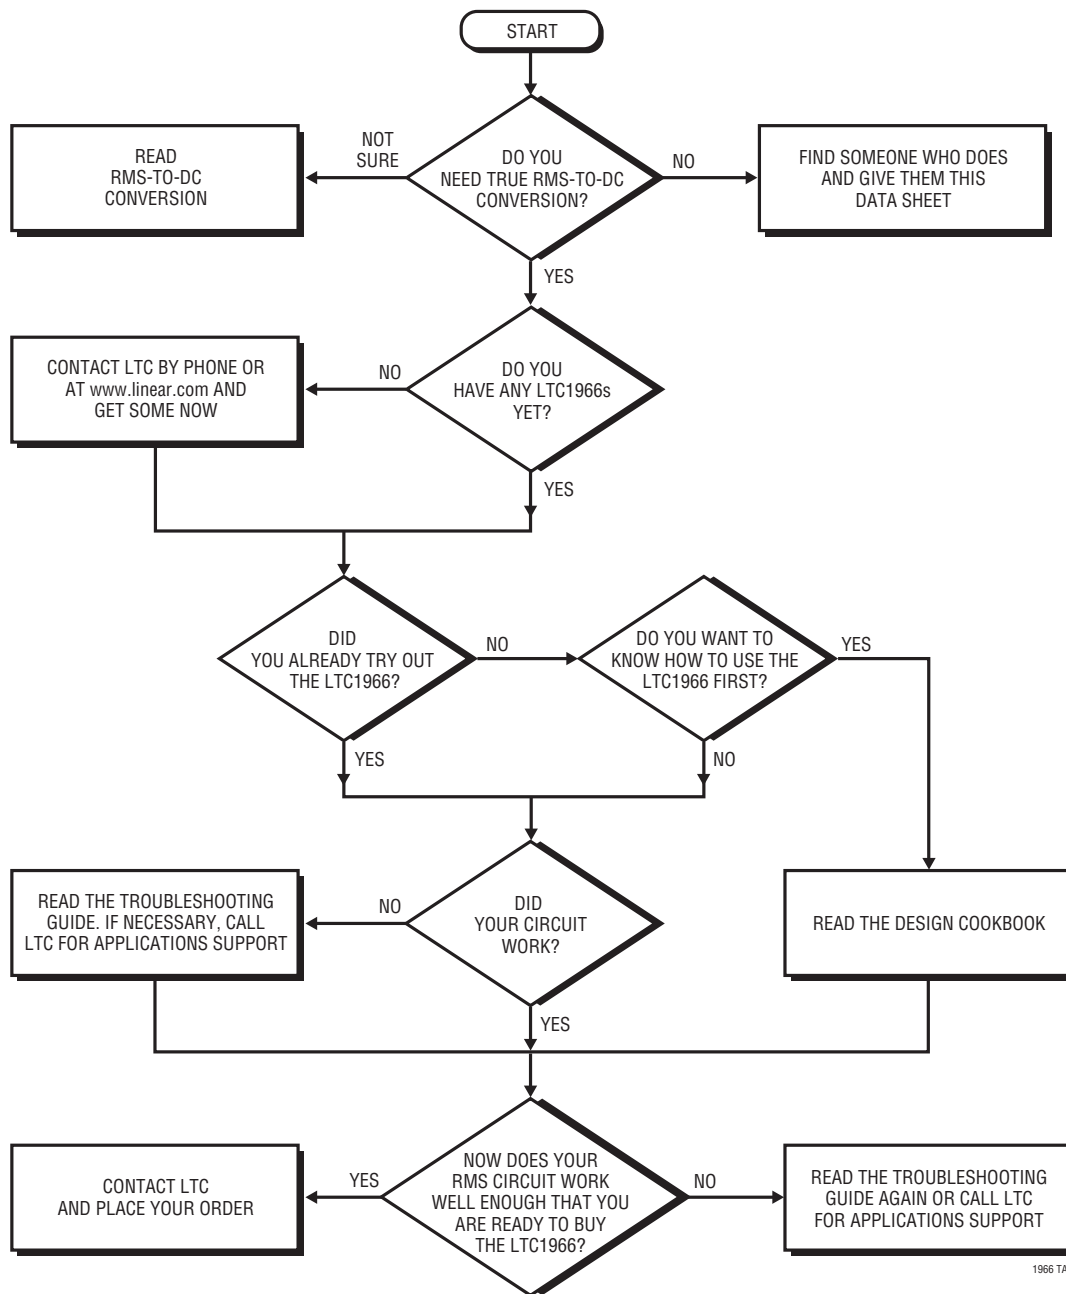 START
NOT
SURE
READ
RMS-TO-DC
CONVERSION
DO YOU
NEED TRUE RMS-TO-DC
CONVERSION?
NO
FIND SOMEONE WHO DOES
AND GIVE THEM THIS
DATA SHEET
YES
CONTACT LTC BY PHONE OR
AT www.linear.com AND
GET SOME NOW
NO
DO YOU
HAVE ANY LTC1966s
YET?
YES
DID
YOU ALREADY TRY OUT
THE LTC1966?
NO
DO YOU WANT TO
KNOW HOW TO USE THE
LTC1966 FIRST?
YES
YES
NO
READ THE TROUBLESHOOTING
GUIDE. IF NECESSARY, CALL
LTC FOR APPLICATIONS SUPPORT
NO
DID
YOUR CIRCUIT
WORK?
READ THE DESIGN COOKBOOK
YES
CONTACT LTC
AND PLACE YOUR ORDER
YES
NOW DOES YOUR
RMS CIRCUIT WORK
WELL ENOUGH THAT YOU
ARE READY TO BUY
THE LTC1966?
NO
READ THE TROUBLESHOOTING
GUIDE AGAIN OR CALL LTC
FOR APPLICATIONS SUPPORT
1966 TA